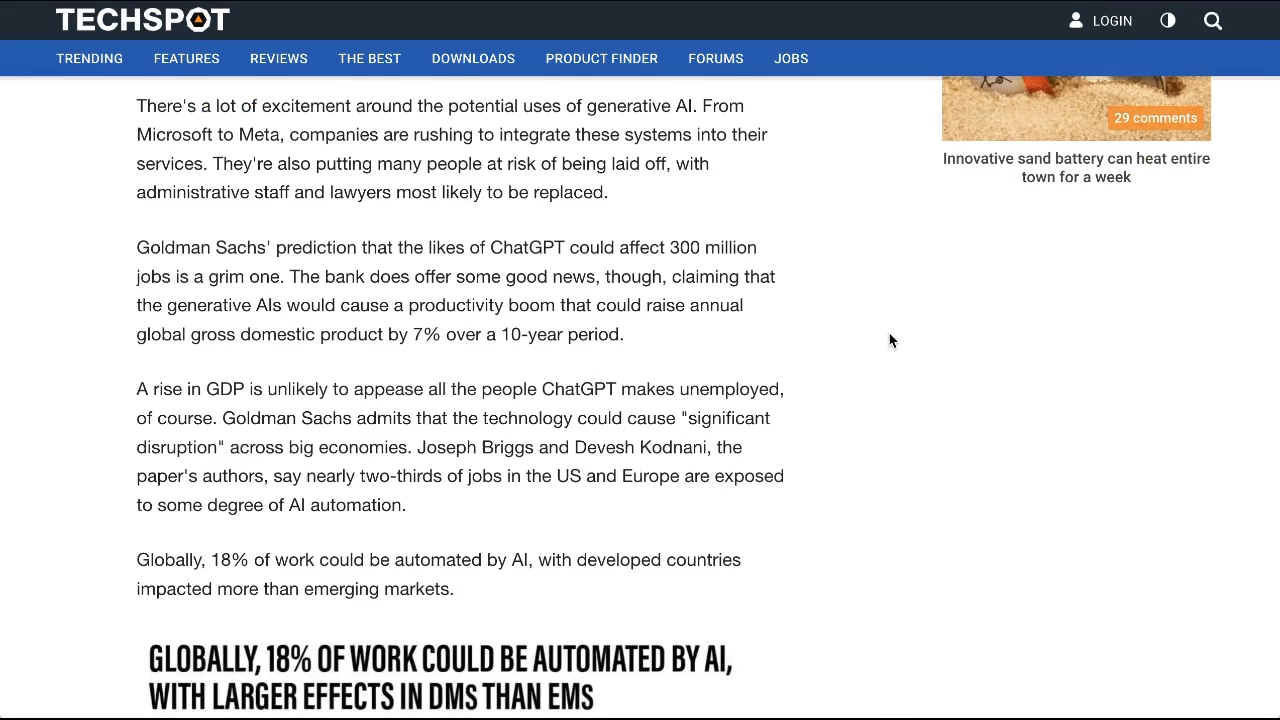 TECHSPOT
LOGIN
TRENDING FEATURES REVIEWS THE BEST DOWNLOADS PRODUCT FINDER FORUMS JOBS
There's a lot of excitement around the potential uses of generative AI. From
Microsoft to Meta, companies are rushing to integrate these systems into their
services. They're also putting many people at risk of being laid off, with
administrative staff and lawyers most likely to be replaced.
Goldman Sachs' prediction that the likes of ChatGPT could affect 300 million
jobs is a grim one. The bank does offer some good news, though, claiming that
the generative AIs would cause a productivity boom that could raise annual
global gross domestic product by 7% over a 10-year period.
A rise in GDP is unlikely to appease all the people ChatGPT makes unemployed,
of course. Goldman Sachs admits that the technology could cause "significant
disruption" across big economies. Joseph Briggs and Devesh Kodnani, the
paper's authors, say nearly two-thirds of jobs in the US and Europe are exposed
to some degree of AI automation.
Globally, 18% of work could be automated by AI, with developed countries
impacted more than emerging markets.
GLOBALLY, 18% OF WORK COULD BE AUTOMATED BY AI,
WITH LARGER EFFECTS IN DMs THAN EMs
29 comments
Innovative sand battery can heat entire
town for a week